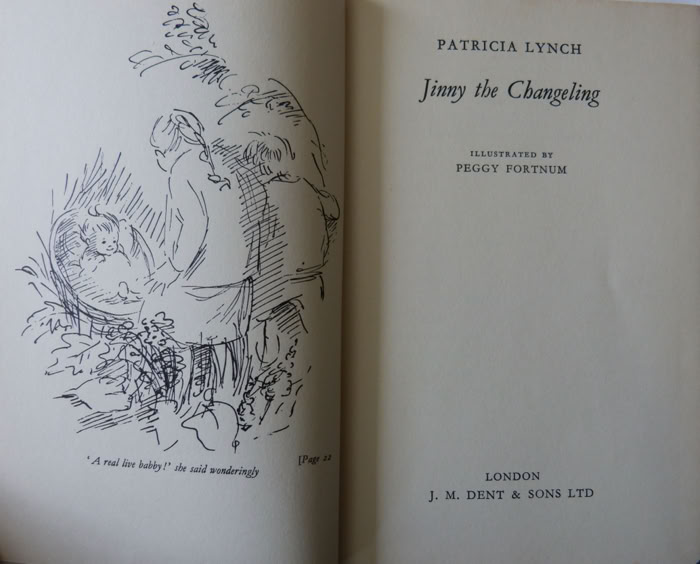 'A real live babby!' she said wonderingly
[Page 22
PATRICIA LYNCH
Jinny the Changeling
ILLUSTRATED BY
PEGGY FORTNUM
LONDON
J. M. DENT & SONS LTD